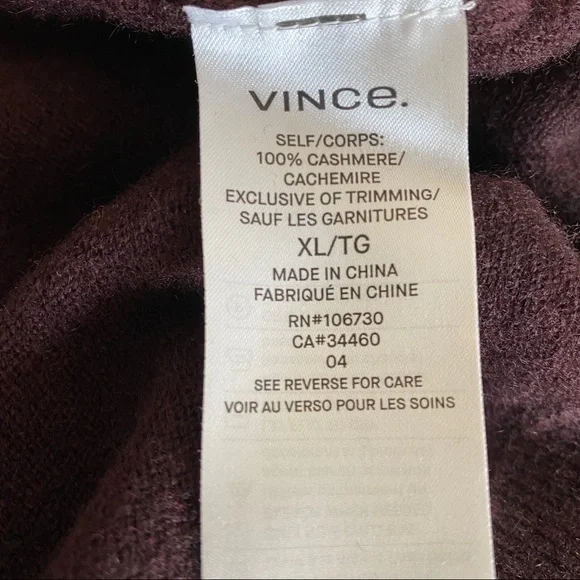 VINCe.
SELF/CORPS:
100% CASHMERE/
CACHEMIRE
EXCLUSIVE OF TRIMMING/
SAUF LES GARNITURES
XL/TG
MADE IN CHINA
FABRIQUÉ EN CHINE
RN#106730
CA#34460
04
SEE REVERSE FOR CARE
VOIR AU VERSO POUR LES SOINS